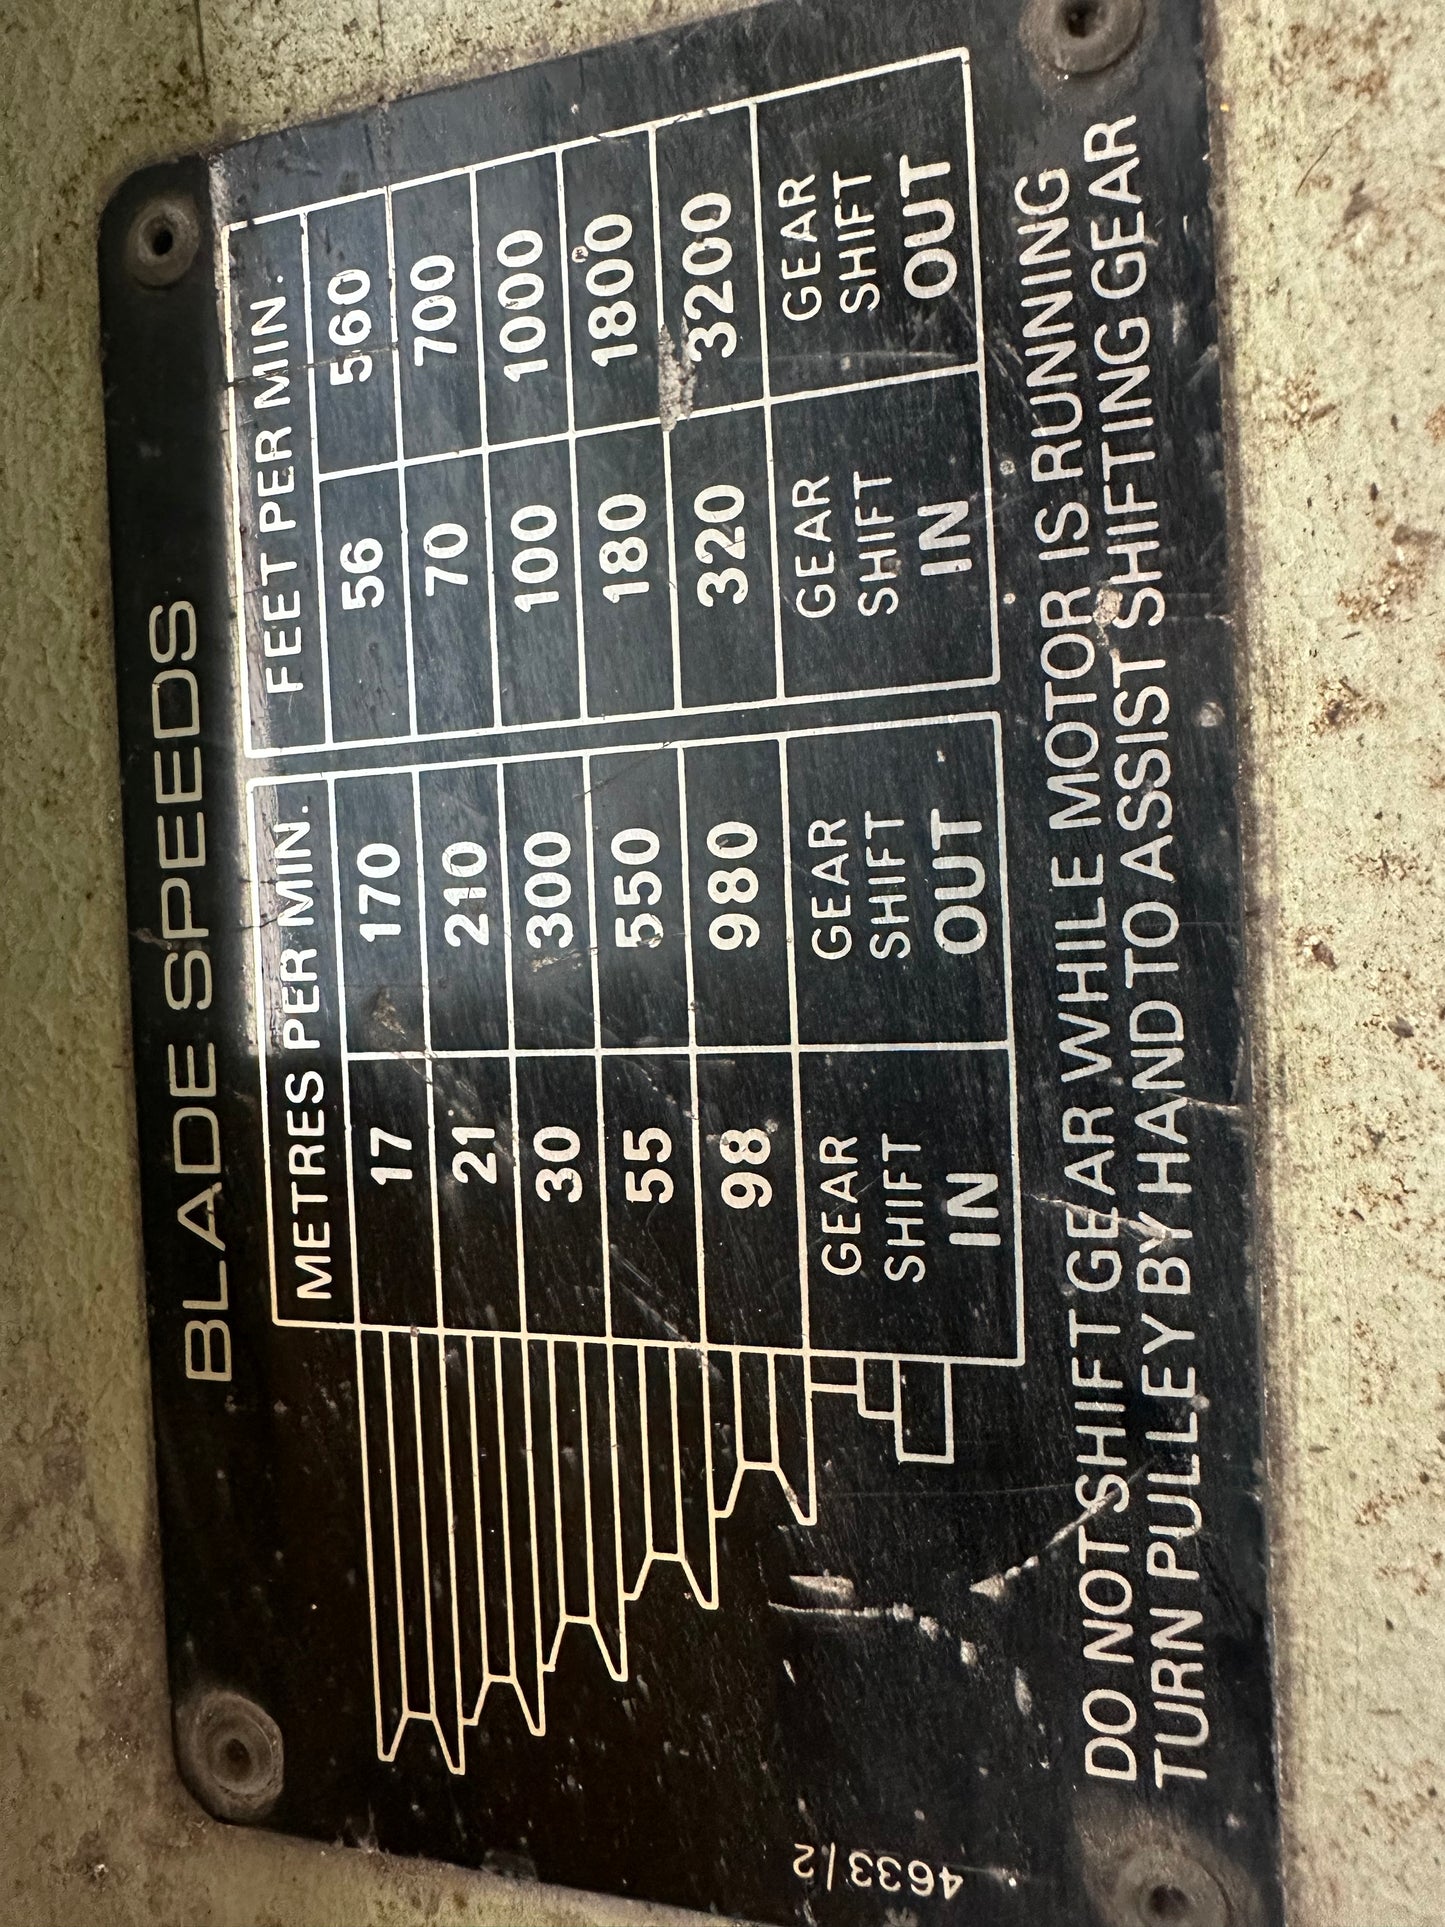 BLADE SPEEDS
METRES PER MIN. FEET PER MIN.
17 170 56 560
21 210 70 700
30 300 100 1000
55 550 180 1800
98 980 320 3200
GEAR GEAR GEAR GEAR
SHIFT SHIFT SHIFT SHIFT
IN OUT IN OUT
DO NOT SHIFT GEAR WHILE MOTOR IS RUNNING
TURN PULLEY BY HAND TO ASSIST SHIFTING GEAR
4633/2